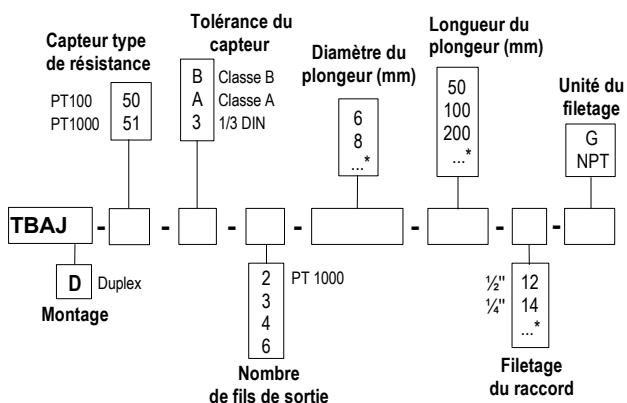 Capteur type
de résistance
PT100 50
PT1000 51
Tolérance du
capteur
B Classe B
A Classe A
3 1/3 DIN
Diamètre du
plongeur (mm)
6
8
...*
Longueur du
plongeur (mm)
50
100
200
...*
Unité du
filetage
G
NPT
TBAJ - - - - - - -
D Duplex
Montage
2 PT 1000
3
4
6
Nombre
de fils de sortie
½" 12
¼" 14
...*
Filetage
du raccord